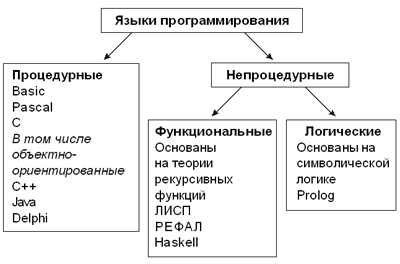 Языки программирования
Процедурные
Basic
Pascal
C
В том числе
объектно-
ориентированные
C++
Java
Delphi
Непроцедурные
Функциональные
Основаны
на теории
рекурсивных
функций
ЛИСП
РЕФАЛ
Haskell
Логические
Основаны на
символической
логике
Prolog